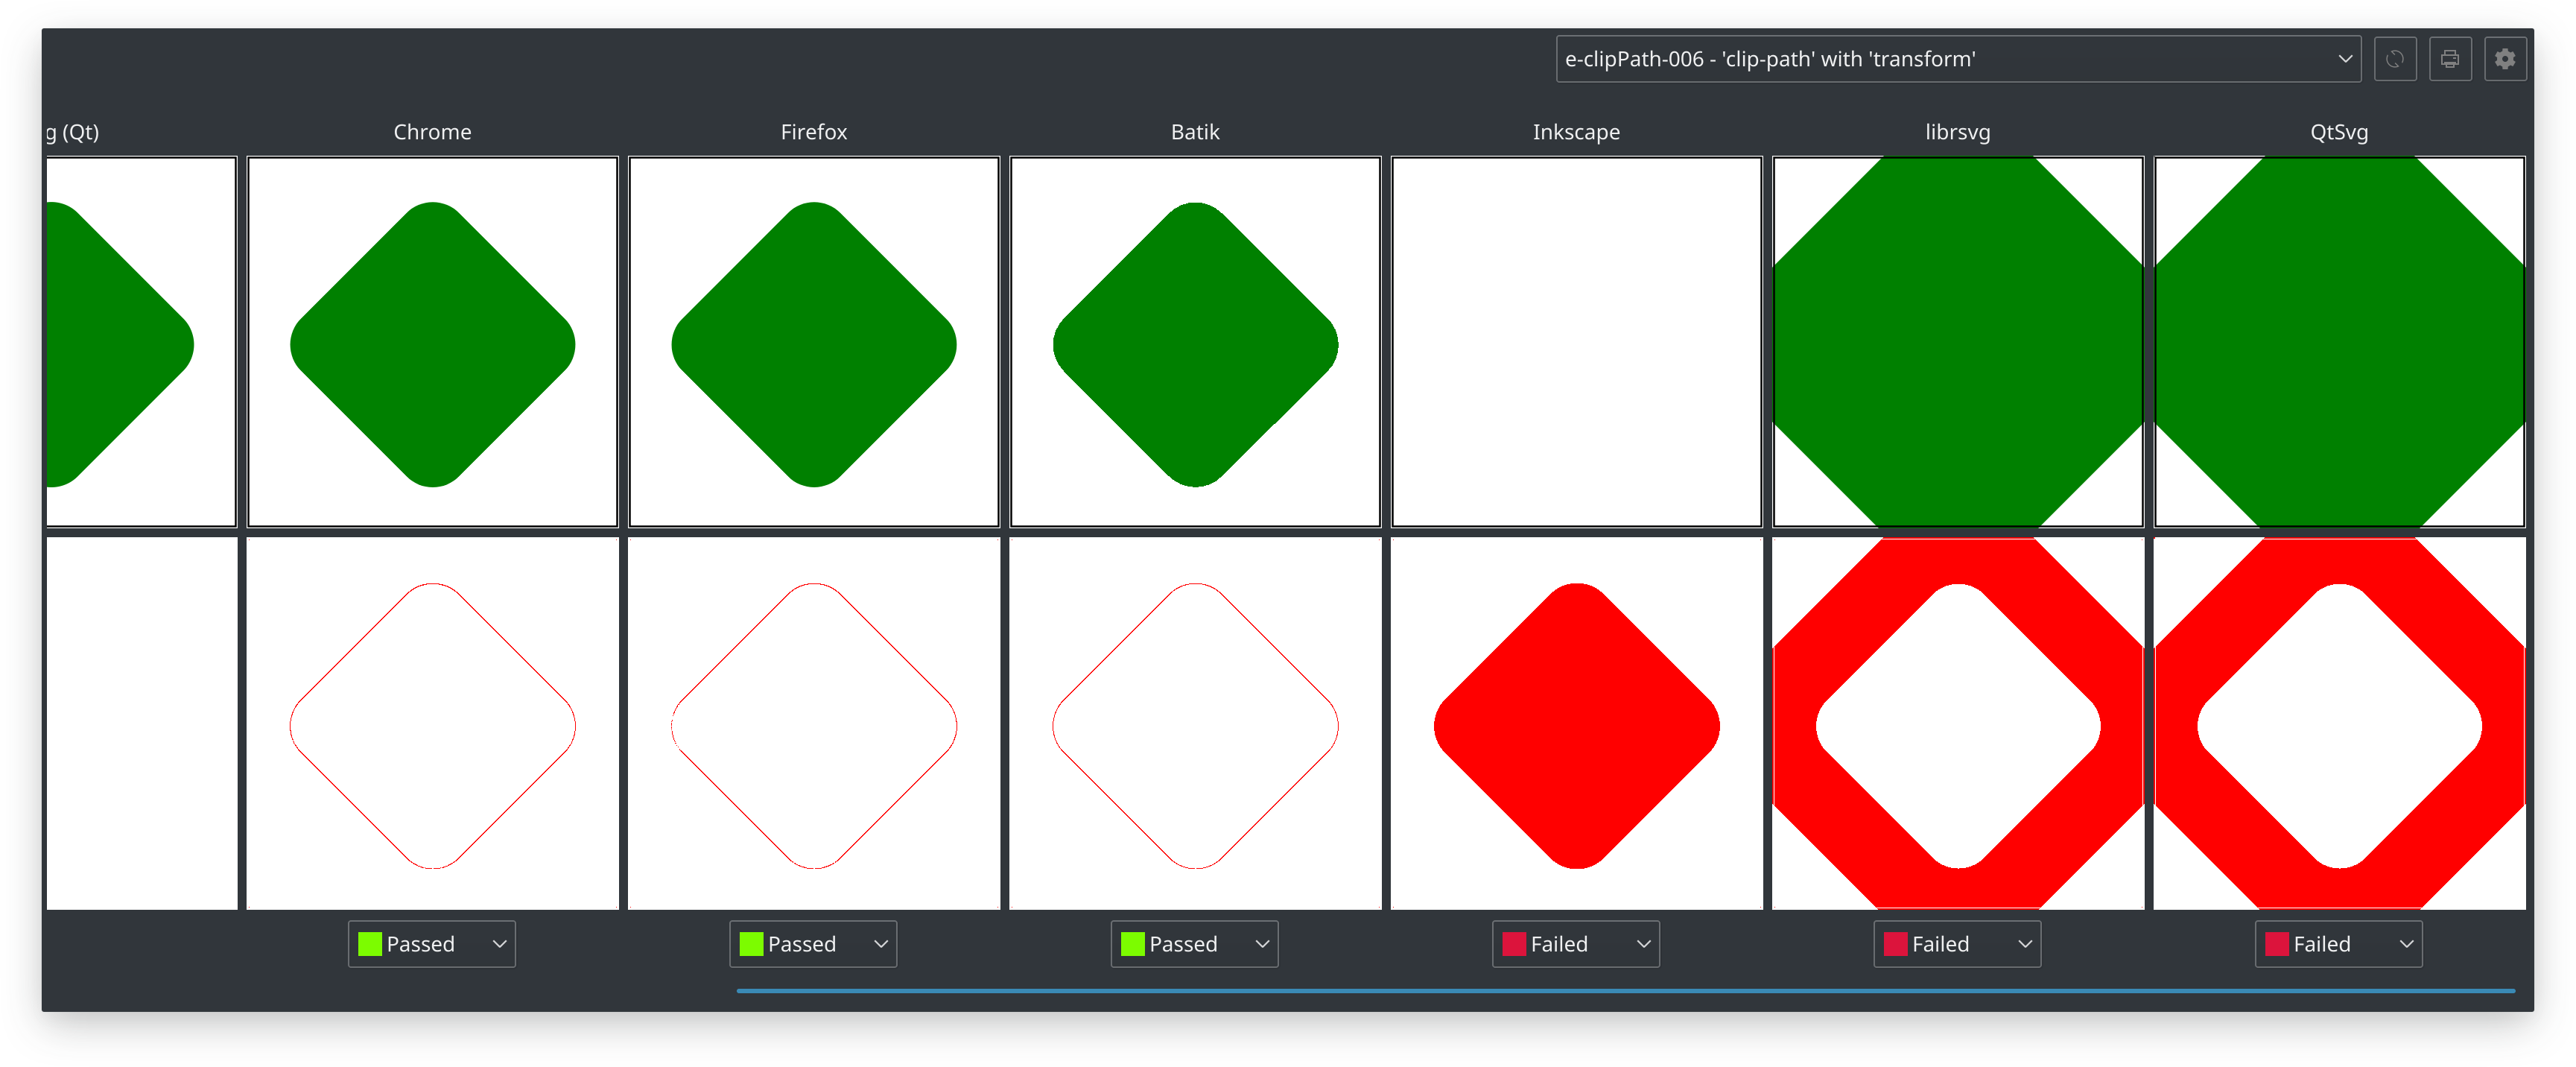 e-clipPath-006 - 'clip-path' with 'transform'
g (Qt) Chrome Firefox Batik Inkscape librsvg QtSvg
Passed Passed Passed Failed Failed Failed